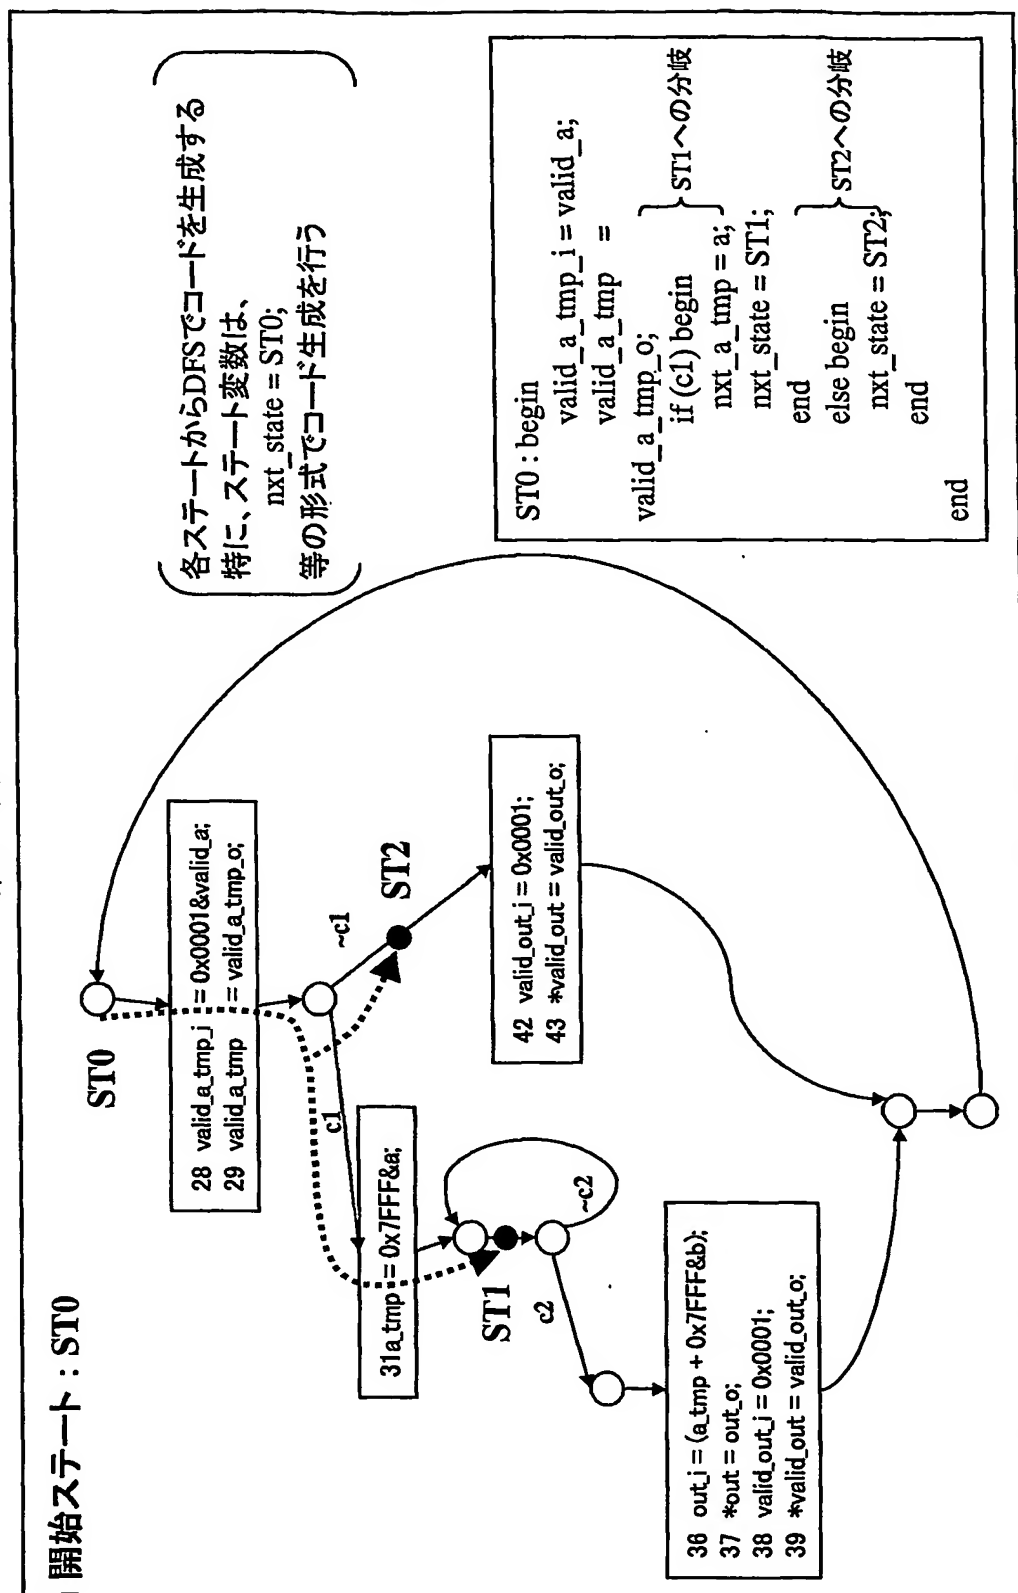 開始ステート : ST0
各ステートからDFSでコードを生成する
特に、ステート変数は、
nxt_state = ST0;
等の形式でコード生成を行う
ST0
28 valid_a_tmp_i = 0x0001&valid_a;
29 valid_a_tmp = valid_a_tmp_o;
c1
~c1
ST2
31a_tmp = 0x7FFF&a;
ST1
c2
~c2
42 valid_out_i = 0x0001;
43 *valid_out = valid_out_o;
36 out_i = (a_tmp + 0x7FFF&b);
37 *out = out_o;
38 valid_out_i = 0x0001;
39 *valid_out = valid_out_o;
ST0 : begin
valid_a_tmp_i = valid_a;
valid_a_tmp =
valid_a_tmp_o;
if (c1) begin
nxt_a_tmp = a;
nxt_state = ST1;
end
ST1への分岐
else begin
nxt_state = ST2;
end
ST2への分岐
end